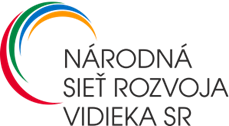 NÁRODNÁ
SIEŤ ROZVOJA
VIDIEKA SR